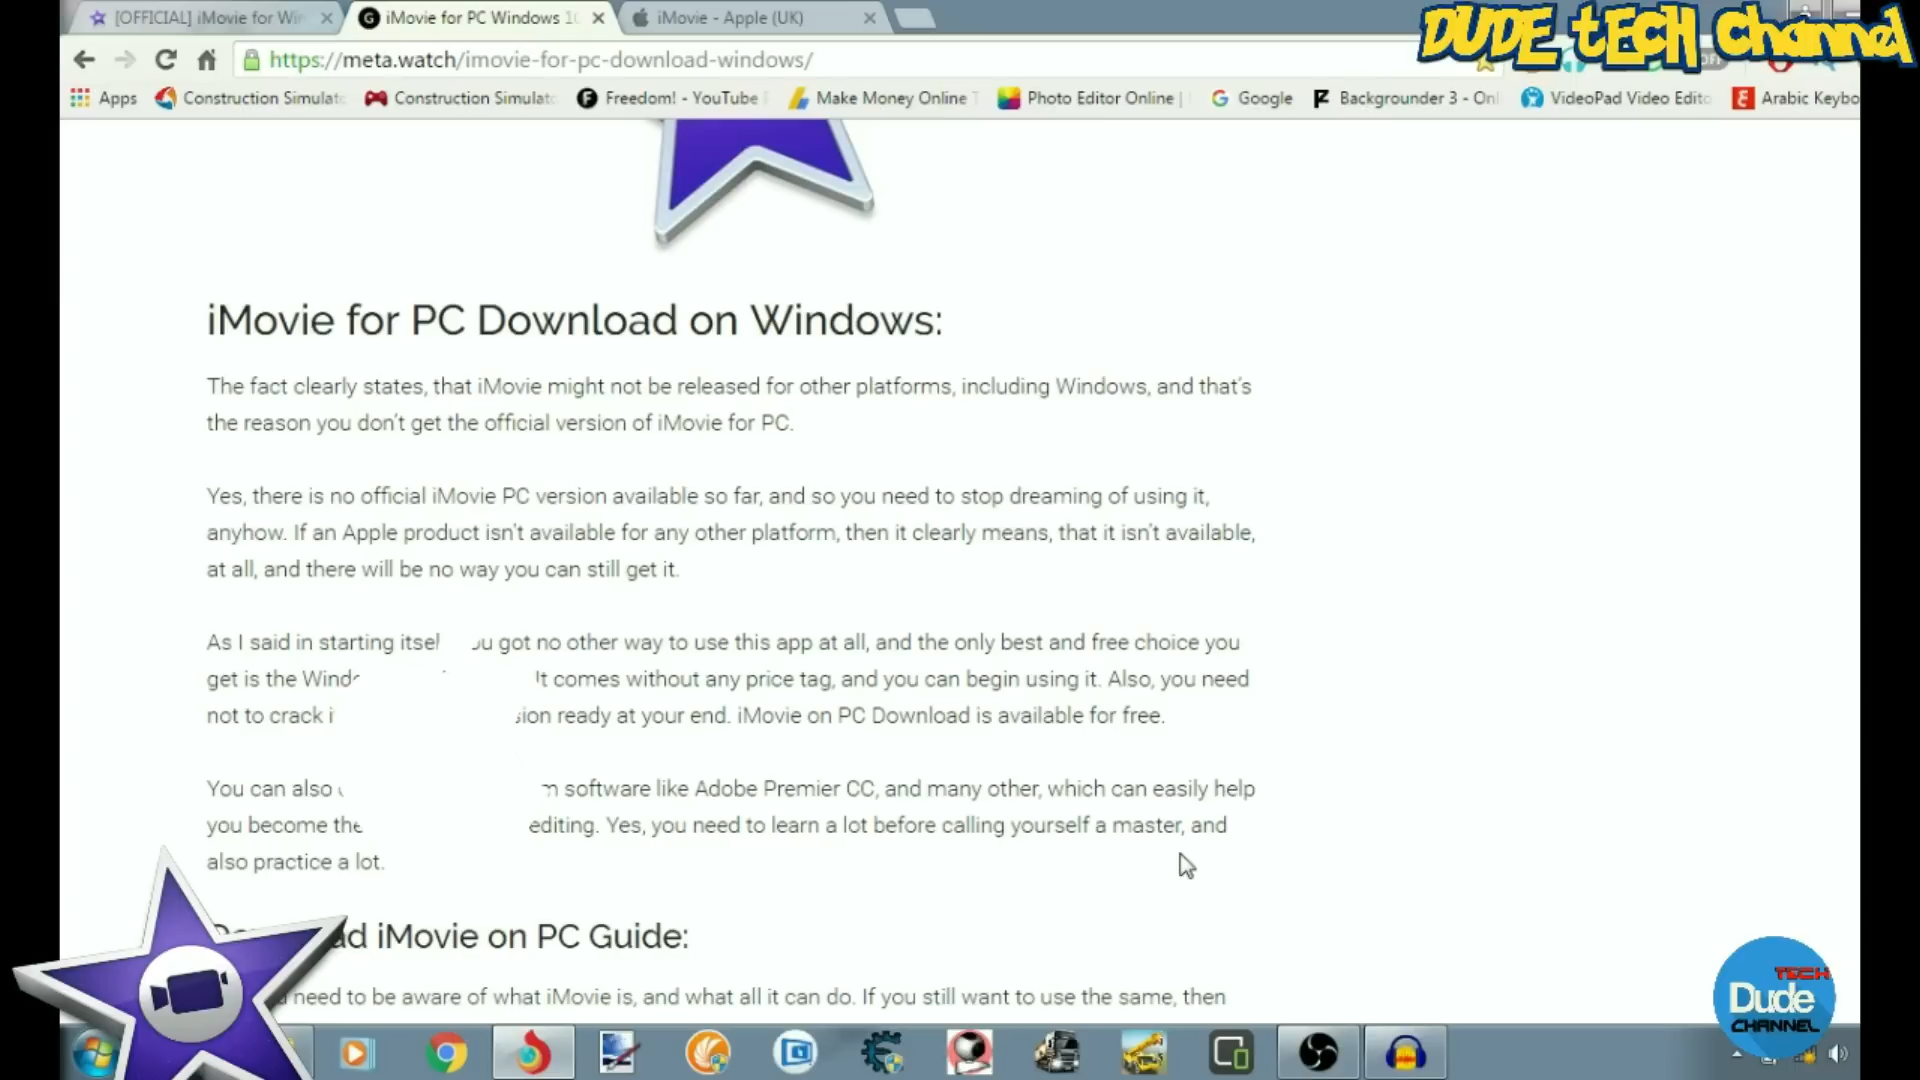 [OFFICIAL] iMovie for Win
iMovie for PC Windows 10
iMovie - Apple (UK)
DUDE tECH Channel
https://meta.watch/imovie-for-pc-download-windows/
OFF
Apps
Construction Simulato
Construction Simulato
Freedom! - YouTube
Make Money Online
Photo Editor Online |
Google
Backgrounder 3 - Onl
VideoPad Video Edito
Arabic Keybo
iMovie for PC Download on Windows:
The fact clearly states, that iMovie might not be released for other platforms, including Windows, and that's
the reason you don't get the official version of iMovie for PC.
Yes, there is no official iMovie PC version available so far, and so you need to stop dreaming of using it,
anyhow. If an Apple product isn't available for any other platform, then it clearly means, that it isn't available,
at all, and there will be no way you can still get it.
As I said in starting itsel ou got no other way to use this app at all, and the only best and free choice you
get is the Wind It comes without any price tag, and you can begin using it. Also, you need
not to crack i sion ready at your end. iMovie on PC Download is available for free.
You can also software like Adobe Premier CC, and many other, which can easily help
you become the editing. Yes, you need to learn a lot before calling yourself a master, and
also practice a lot.
ad iMovie on PC Guide:
need to be aware of what iMovie is, and what all it can do. If you still want to use the same, then
TECH
Dude
CHANNEL